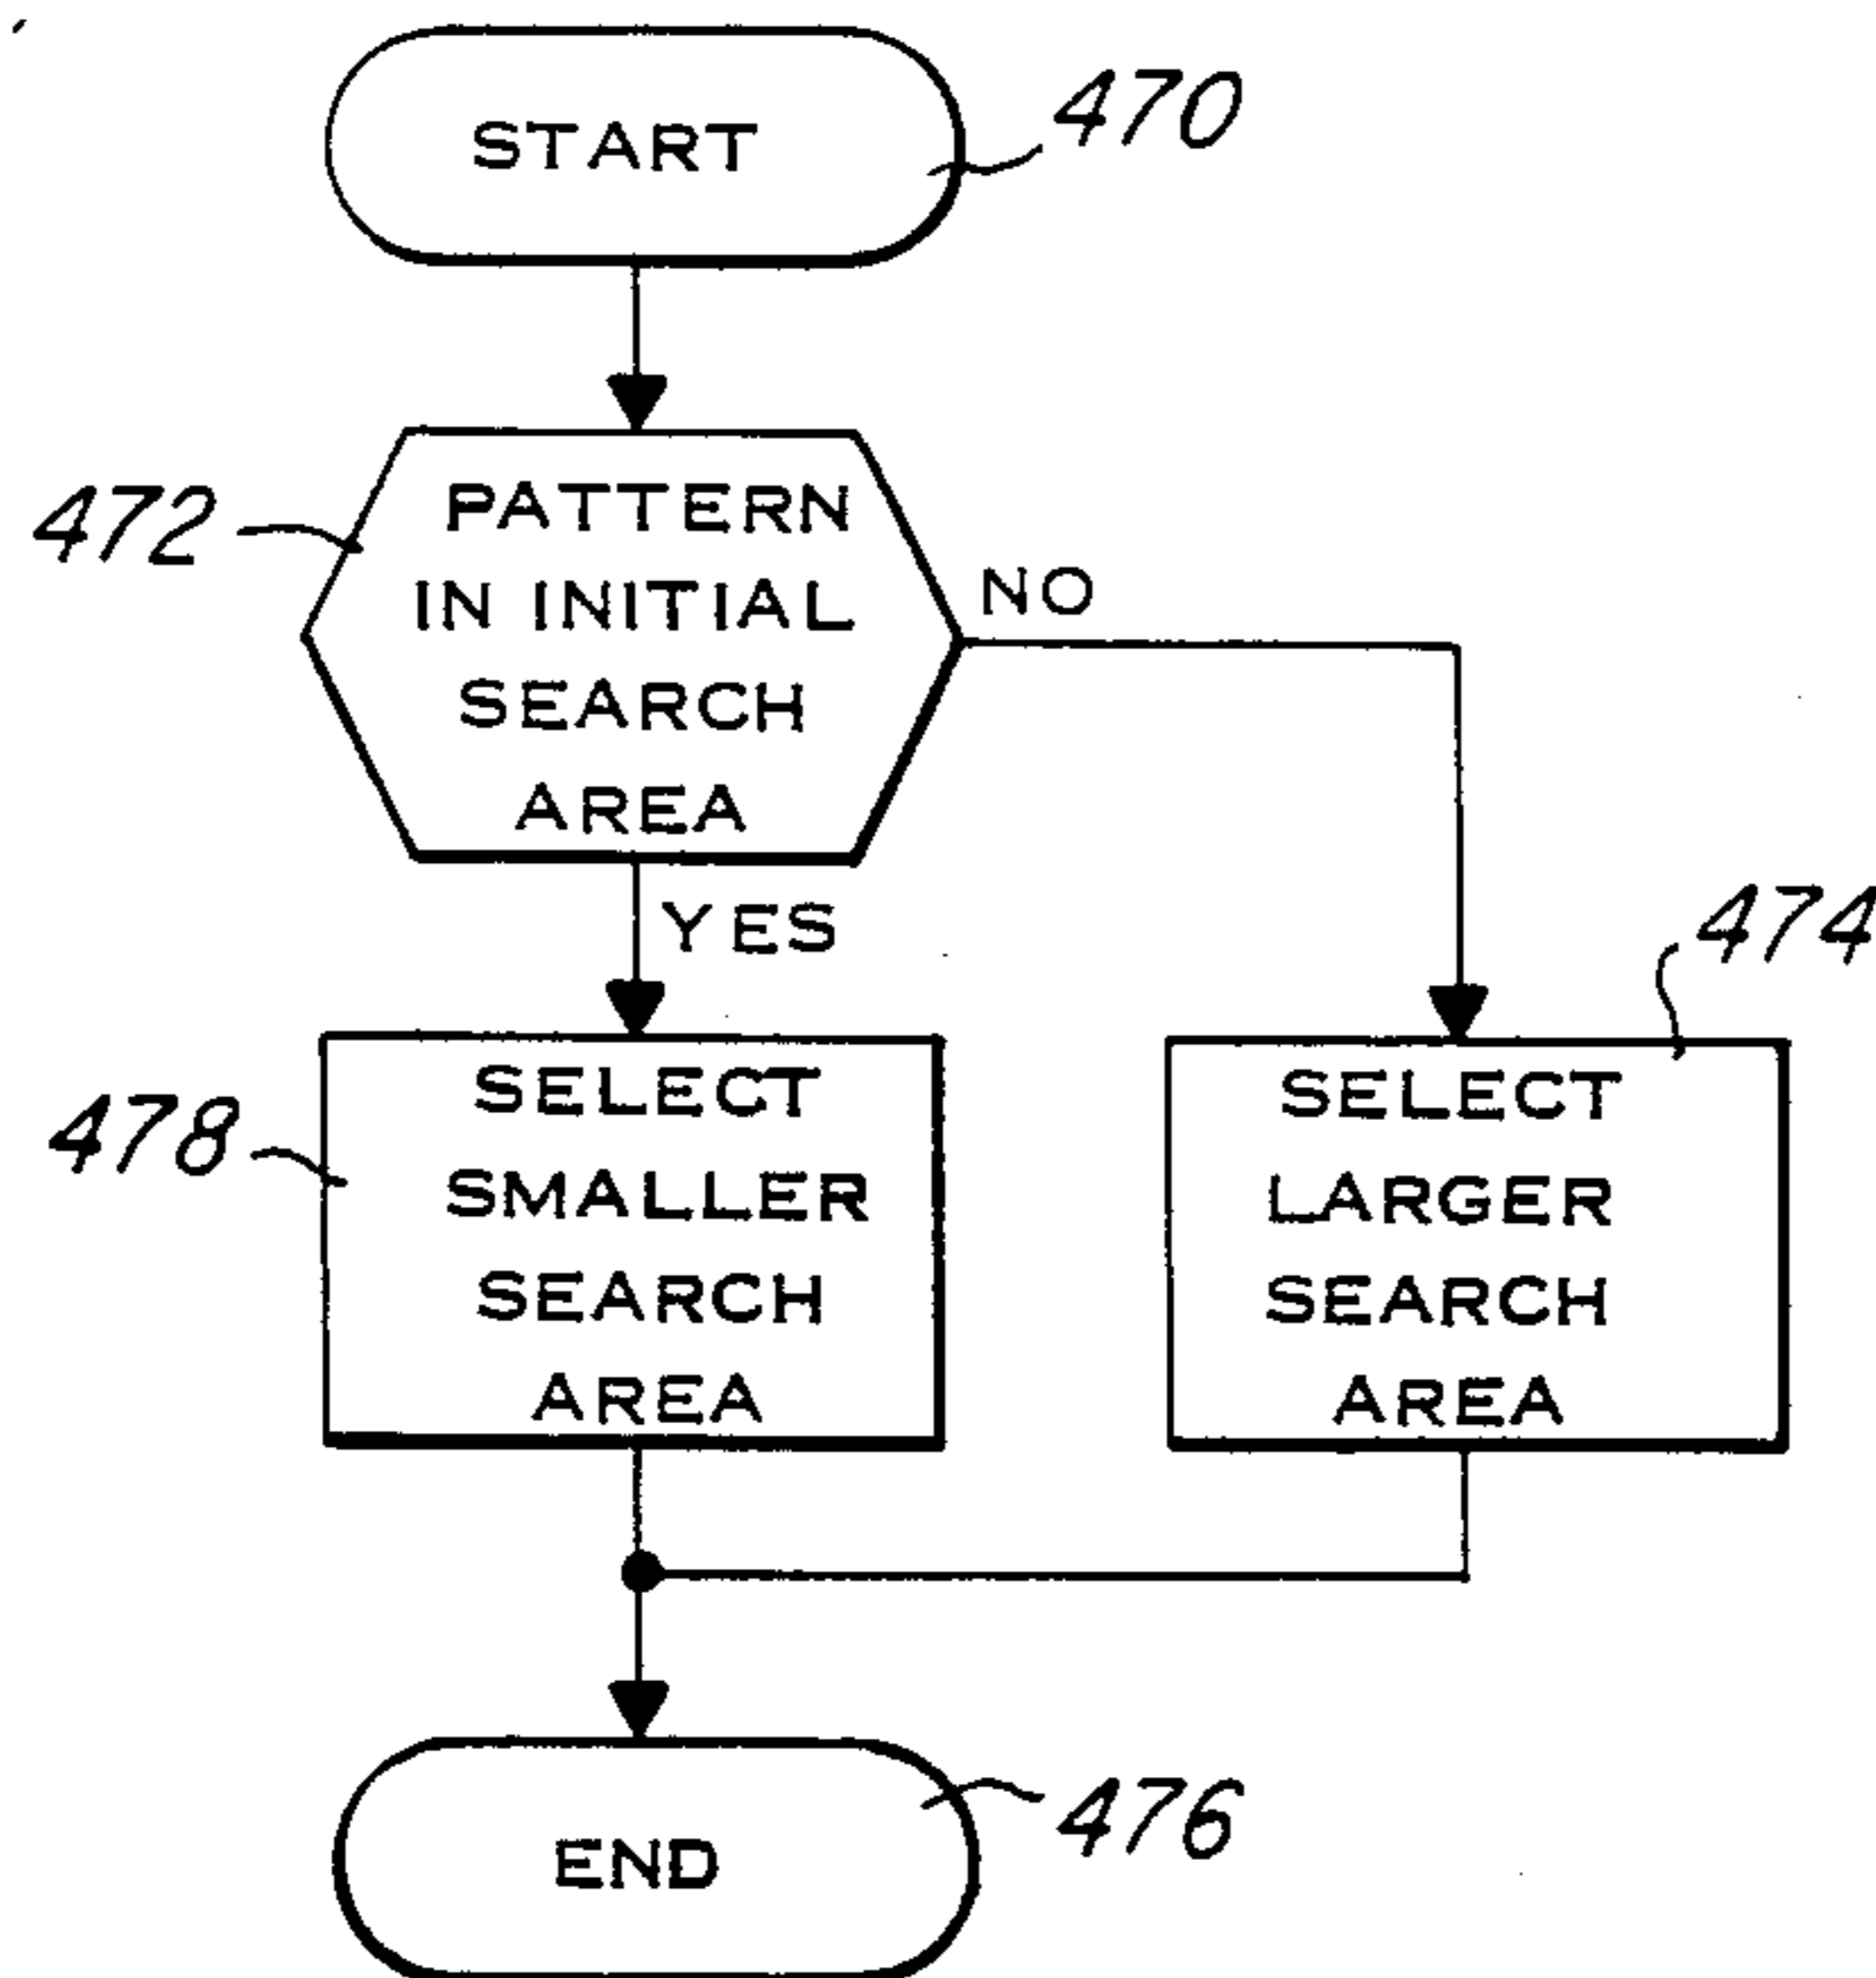 START
470
472
PATTERN
IN INITIAL
SEARCH
AREA
NO
YES
474
478
SELECT
SMALLER
SEARCH
AREA
SELECT
LARGER
SEARCH
AREA
END
476